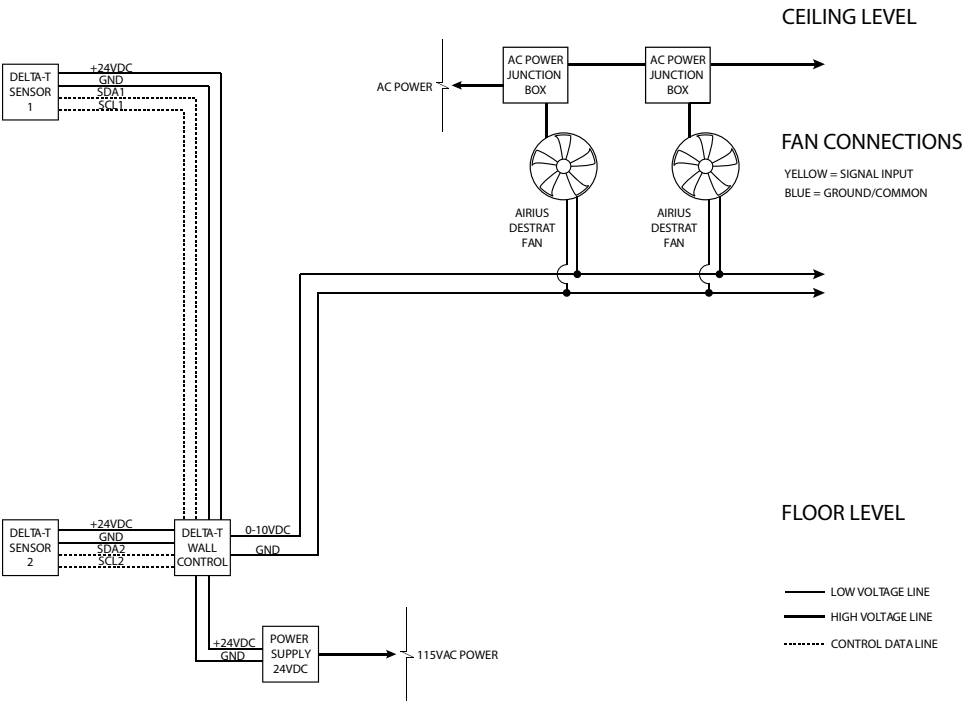 CEILING LEVEL
AC POWER
AC POWER
JUNCTION
BOX
AC POWER
JUNCTION
BOX
DELTA-T
SENSOR
1
+24VDC
GND
SDA1
SCL1
FAN CONNECTIONS
YELLOW = SIGNAL INPUT
BLUE = GROUND/COMMON
AIRIUS
DESTRAT
FAN
AIRIUS
DESTRAT
FAN
FLOOR LEVEL
DELTA-T
SENSOR
2
+24VDC
GND
SDA2
SCL2
DELTA-T
WALL
CONTROL
0-10VDC
GND
LOW VOLTAGE LINE
HIGH VOLTAGE LINE
CONTROL DATA LINE
+24VDC
GND
POWER
SUPPLY
24VDC
115VAC POWER